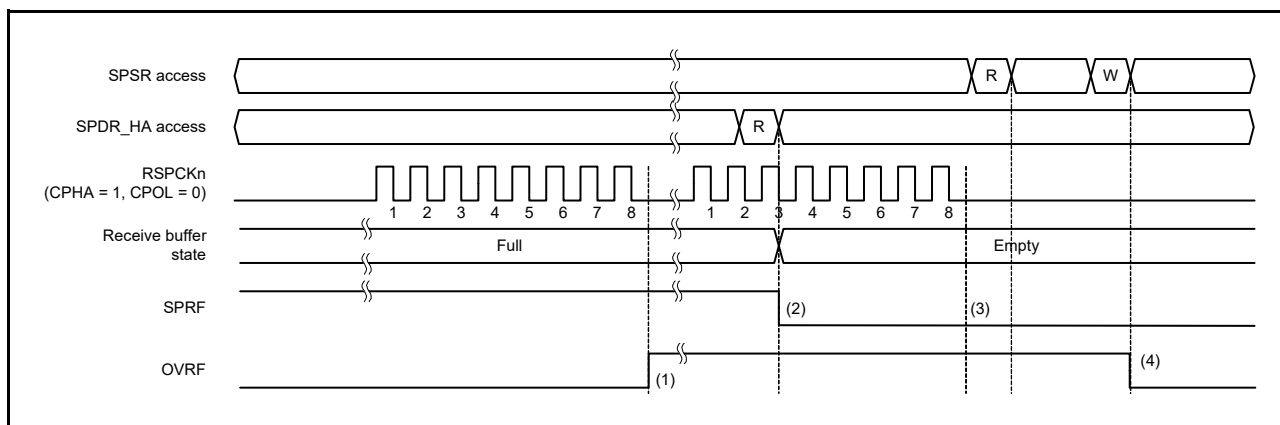 SPSR access
R
W
SPDR_HA access
R
RSPCKn
(CPHA = 1, CPOL = 0)
1 2 3 4 5 6 7 8
1 2 3 4 5 6 7 8
Receive buffer
state
Full
Empty
SPRF
(2)
(3)
OVRF
(1)
(4)